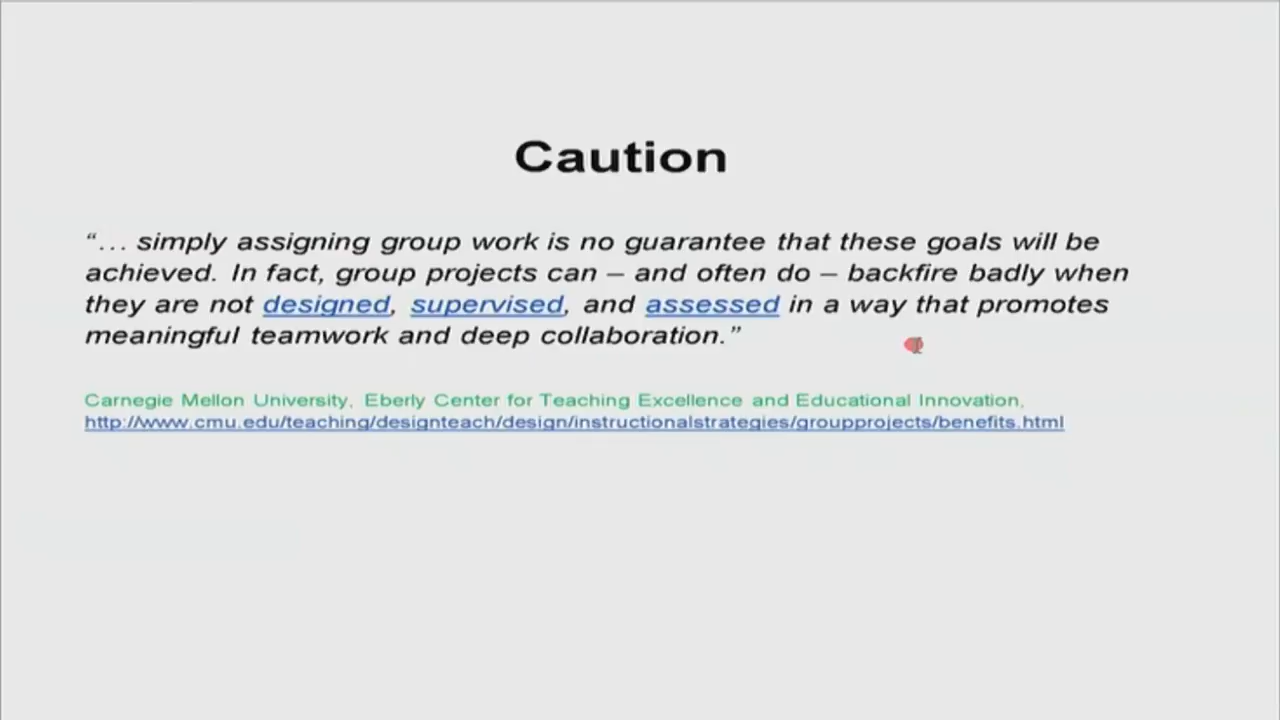 Caution
“… simply assigning group work is no guarantee that these goals will be
achieved. In fact, group projects can – and often do – backfire badly when
they are not designed, supervised, and assessed in a way that promotes
meaningful teamwork and deep collaboration.”
Carnegie Mellon University, Eberly Center for Teaching Excellence and Educational Innovation,
http://www.cmu.edu/teaching/designteach/design/instructionalstrategies/groupprojects/benefits.html